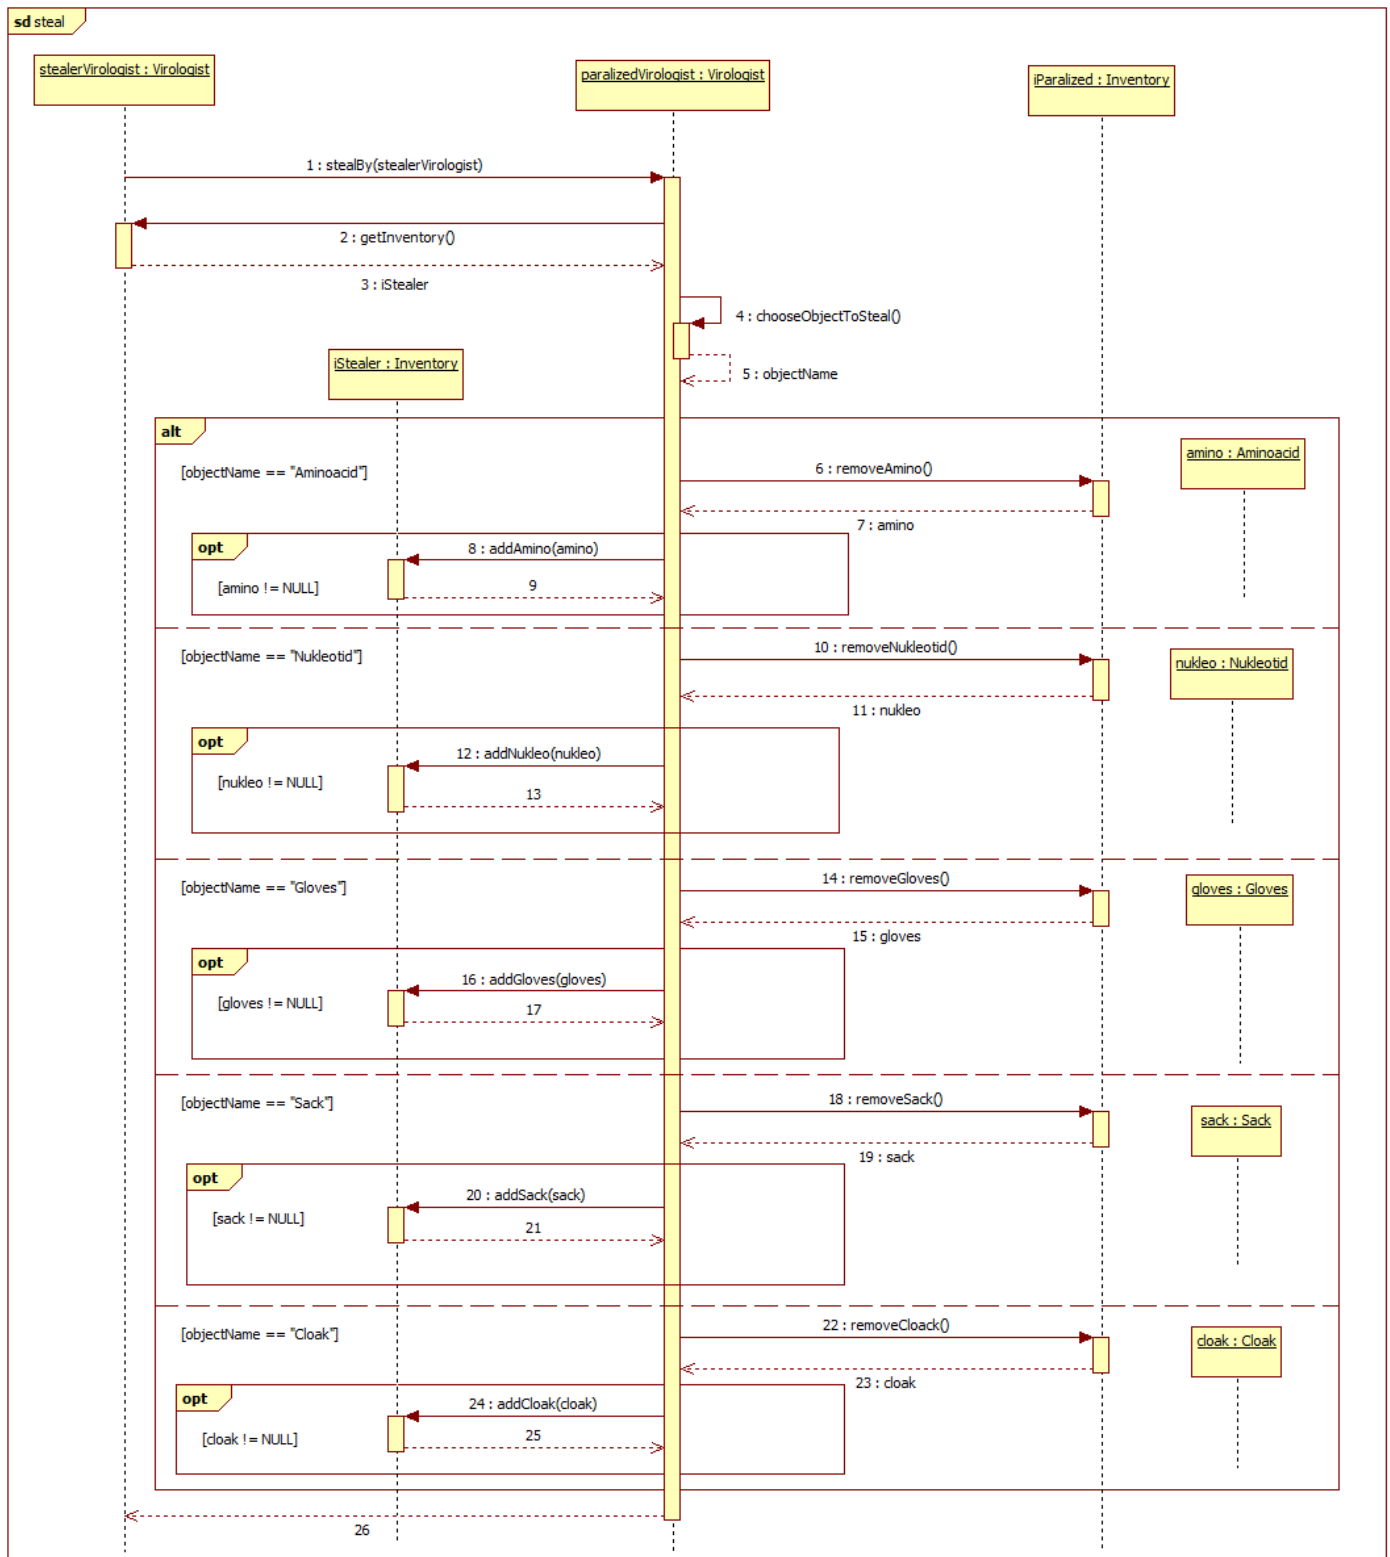 sd steal
stealerVirologist : Virologist
paralizedVirologist : Virologist
iParalized : Inventory
1 : stealBy(stealerVirologist)
2 : getInventory()
3 : iStealer
4 : chooseObjectToSteal()
iStealer : Inventory
5 : objectName
alt
amino : Aminoacid
[objectName == "Aminoacid"]
6 : removeAmino()
7 : amino
opt
8 : addAmino(amino)
[amino != NULL]
9
[objectName == "Nukleotid"]
10 : removeNukleotid()
nukleo : Nukleotid
11 : nukleo
opt
12 : addNukleo(nukleo)
[nukleo != NULL]
13
[objectName == "Gloves"]
14 : removeGloves()
gloves : Gloves
15 : gloves
opt
16 : addGloves(gloves)
[gloves != NULL]
17
[objectName == "Sack"]
18 : removeSack()
sack : Sack
19 : sack
opt
20 : addSack(sack)
[sack != NULL]
21
[objectName == "Cloak"]
22 : removeCloack()
cloak : Cloak
23 : cloak
opt
24 : addCloak(cloak)
[cloak != NULL]
25
26